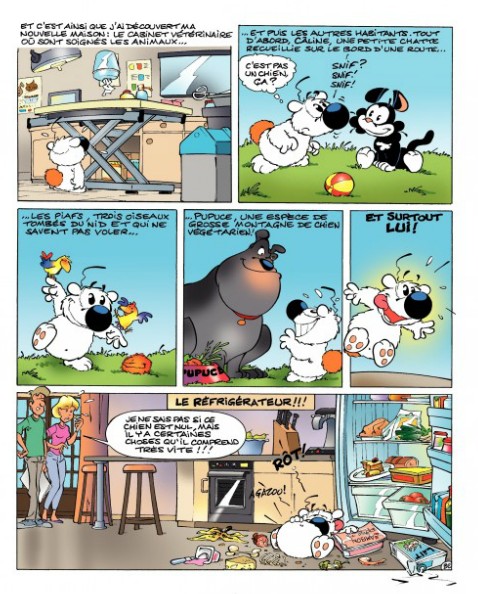 ET C'EST AINSI QUE J'AI DÉCOUVERT MA
NOUVELLE MAISON : LE CABINET VÉTÉRINAIRE
OÙ SONT SOIGNÉS LES ANIMAUX...
...ET PUIS LES AUTRES HABITANTS. TOUT
D'ABORD, CÂLINE, UNE PETITE CHATTE
RECUEILLIE SUR LE BORD D'UNE ROUTE...
C'EST PAS
UN CHIEN,
ÇA ?
SNIF ?
SNIF !
SNIF !
...LES PIAFS, TROIS OISEAUX
TOMBÉS DU NID ET QUI NE
SAVENT PAS VOLER...
...PUPUCE, UNE ESPÈCE DE
GROSSE MONTAGNE DE CHIEN
VÉGÉTARIEN !
PUPUC
ET SURTOUT
LUI !
LE RÉFRIGÉRATEUR !!!
JE NE SAIS PAS SI CE
CHIEN EST NUL, MAIS
IL Y A CERTAINES
CHOSES QU'IL COMPREND
TRÈS VITE !!!
RÔT !
AGAZOU !
LAIT